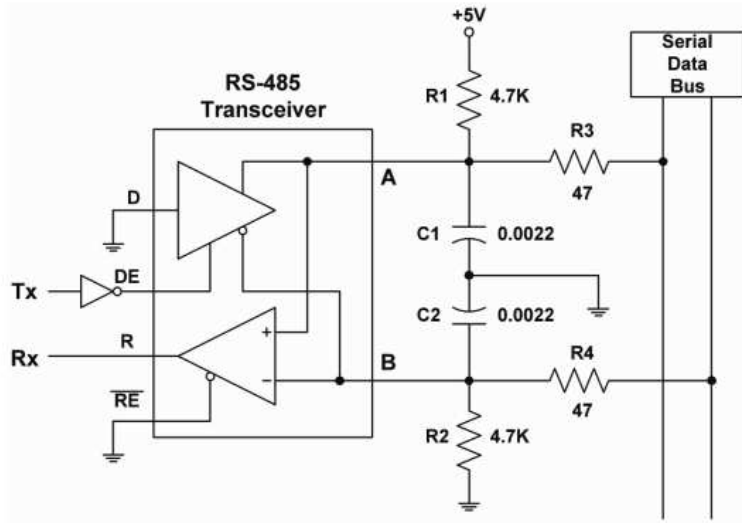 +5V
Serial
Data
Bus
RS-485
Transceiver
R1
4.7K
R3
47
A
D
C1
0.0022
Tx
DE
C2
0.0022
R
+
Rx
B
R4
−
47
RE
R2
4.7K